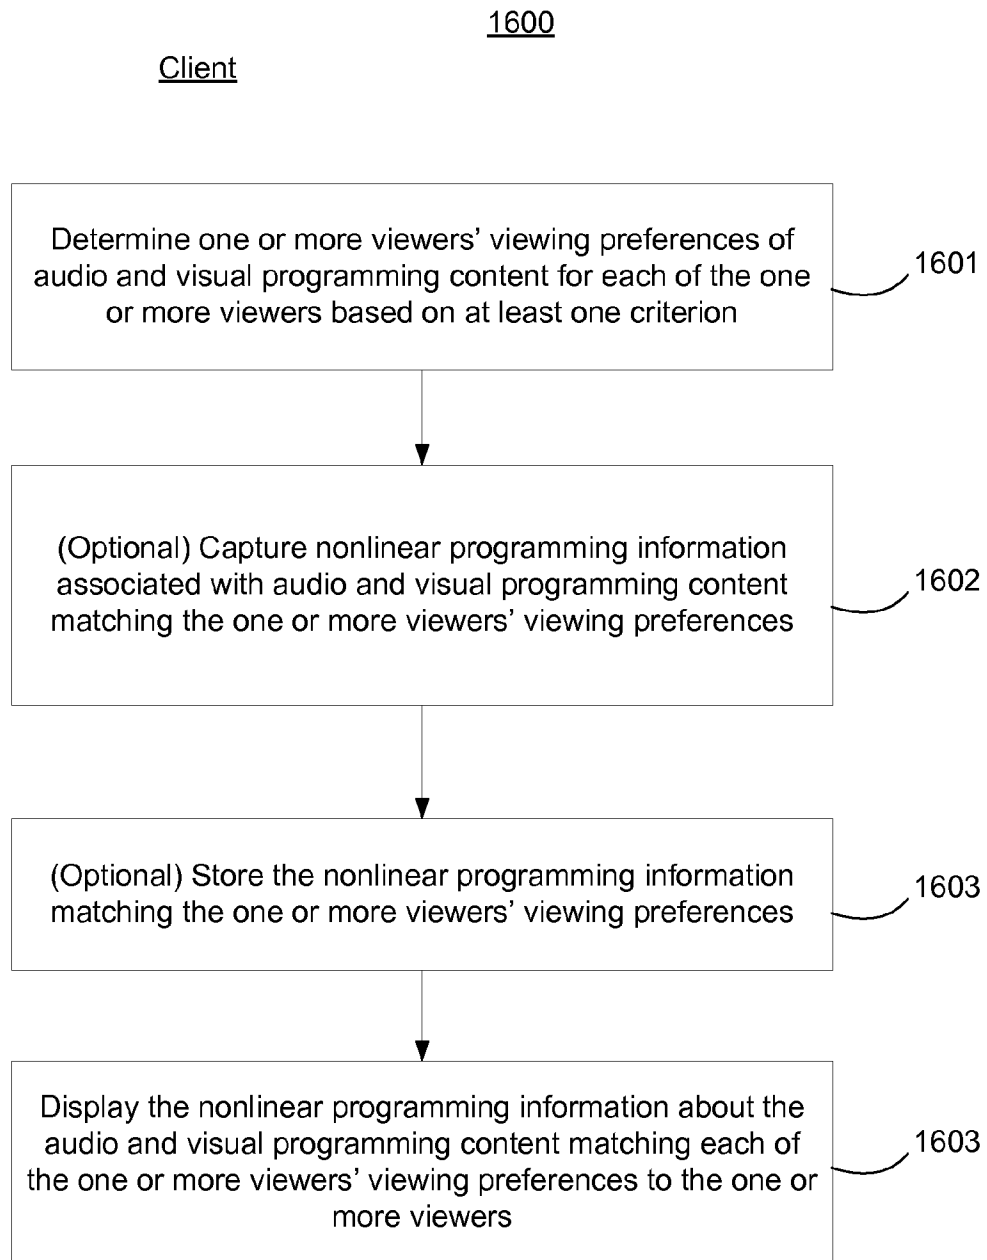 1600
Client
Determine one or more viewers’ viewing preferences of
audio and visual programming content for each of the one
or more viewers based on at least one criterion
1601
(Optional) Capture nonlinear programming information
associated with audio and visual programming content
matching the one or more viewers’ viewing preferences
1602
(Optional) Store the nonlinear programming information
matching the one or more viewers’ viewing preferences
1603
Display the nonlinear programming information about the
audio and visual programming content matching each of
the one or more viewers’ viewing preferences to the one or
more viewers
1603